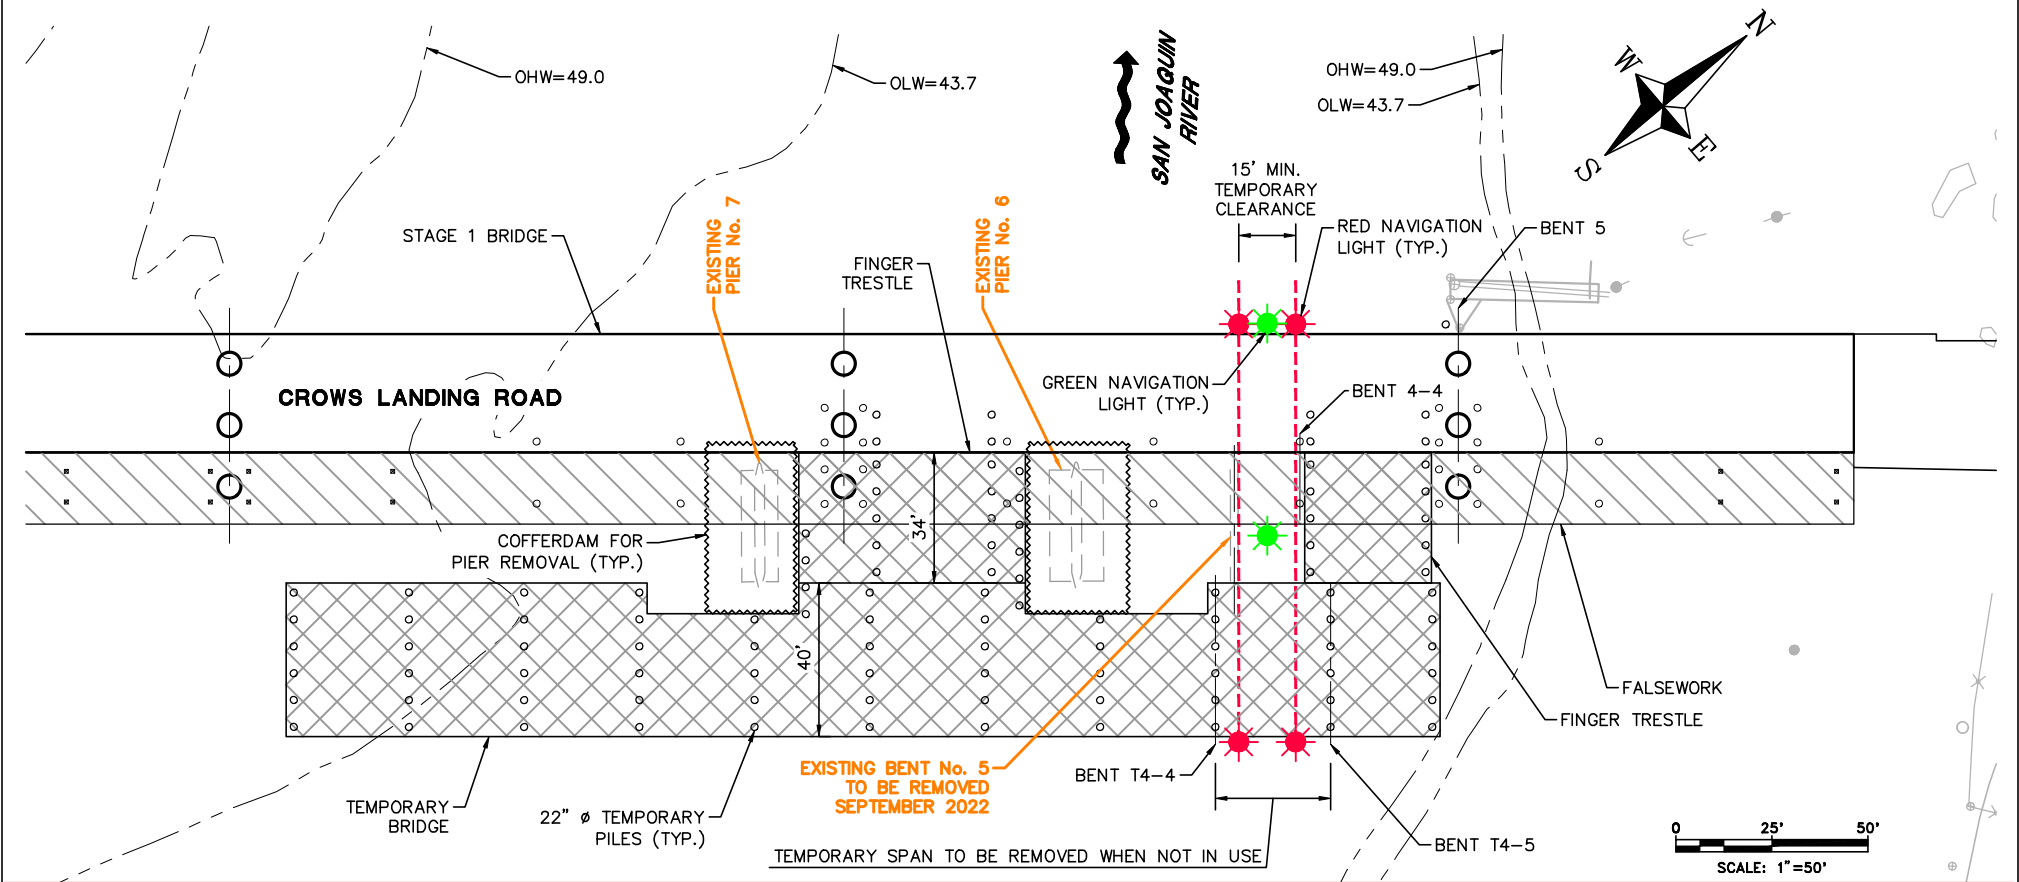 OHW=49.0
OLW=43.7
SAN JOAQUIN
RIVER
OHW=49.0
OLW=43.7
N
W
E
S
15' MIN.
TEMPORARY
CLEARANCE
STAGE 1 BRIDGE
EXISTING
PIER No. 7
FINGER
TRESTLE
EXISTING
PIER No. 6
RED NAVIGATION
LIGHT (TYP.)
BENT 5
CROWS LANDING ROAD
GREEN NAVIGATION
LIGHT (TYP.)
BENT 4-4
COFFERDAM FOR
PIER REMOVAL (TYP.)
34'
40'
FALSEWORK
FINGER TRESTLE
EXISTING BENT No. 5
TO BE REMOVED
SEPTEMBER 2022
BENT T4-4
TEMPORARY
BRIDGE
22" ø TEMPORARY
PILES (TYP.)
BENT T4-5
TEMPORARY SPAN TO BE REMOVED WHEN NOT IN USE
0 25' 50'
SCALE: 1"=50'